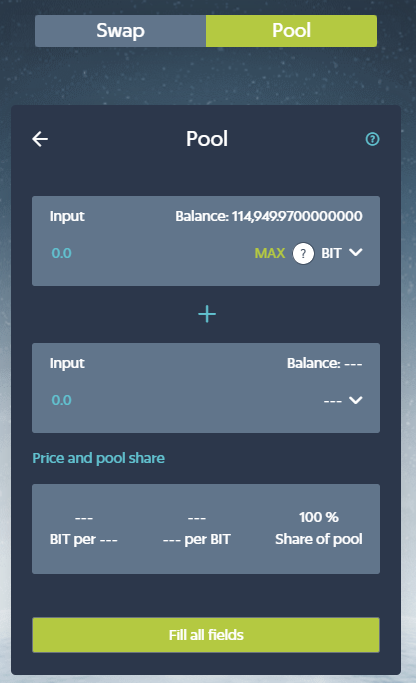 Swap Pool
Pool ?
Input Balance: 114,949.9700000000
0.0 MAX ? BIT
+
Input Balance: ---
0.0 ---
Price and pool share
--- --- 100 %
BIT per --- --- per BIT Share of pool
Fill all fields